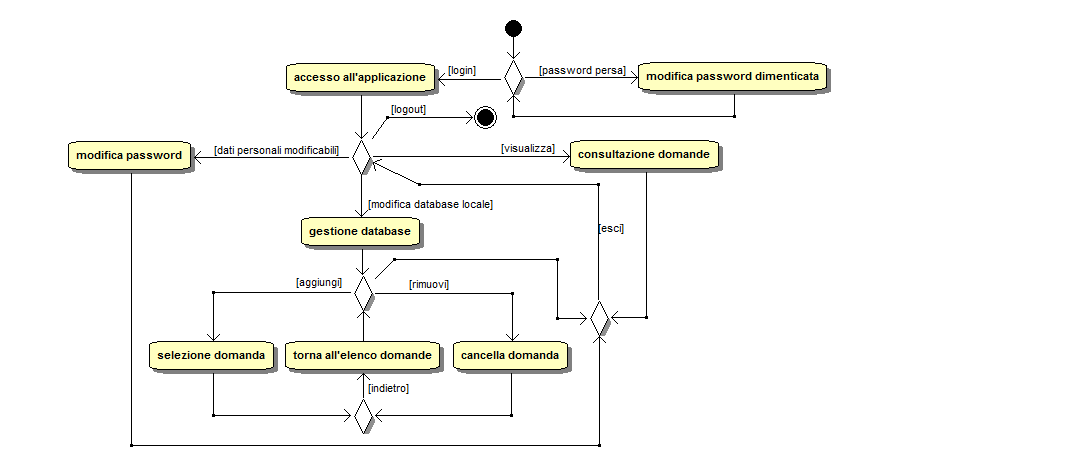 [login]
[password persa]
accesso all'applicazione
modifica password dimenticata
[logout]
modifica password
[dati personali modificabili]
[visualizza]
consultazione domande
[modifica database locale]
gestione database
[esci]
[aggiungi]
[rimuovi]
selezione domanda
torna all'elenco domande
cancella domanda
[indietro]